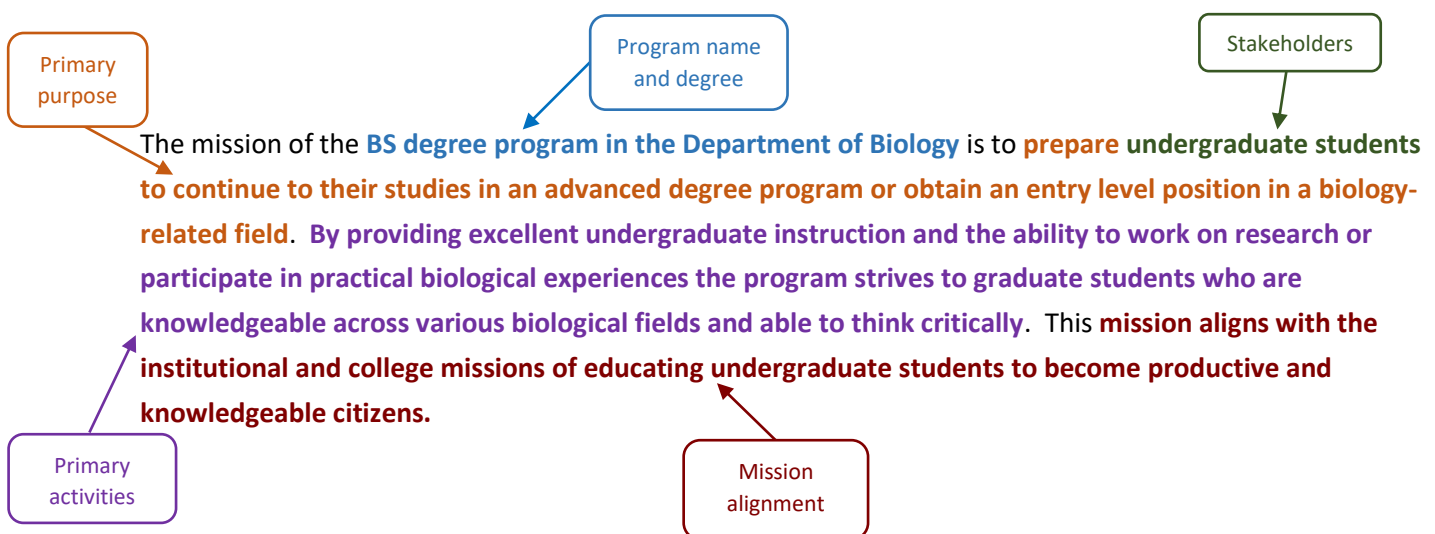 Program name
and degree
Stakeholders
Primary
purpose
The mission of the BS degree program in the Department of Biology is to prepare undergraduate students
to continue to their studies in an advanced degree program or obtain an entry level position in a biology-
related field.  By providing excellent undergraduate instruction and the ability to work on research or
participate in practical biological experiences the program strives to graduate students who are
knowledgeable across various biological fields and able to think critically.  This mission aligns with the
institutional and college missions of educating undergraduate students to become productive and
knowledgeable citizens.
Primary
activities
Mission
alignment